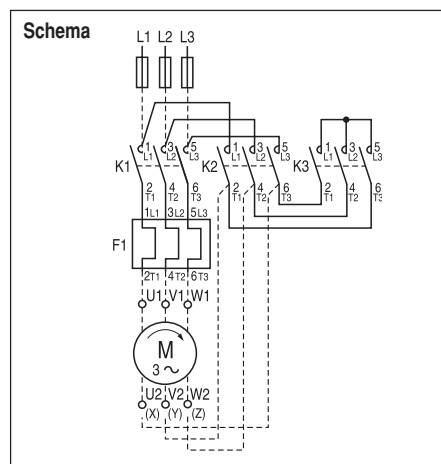 Schema
L1 L2 L3
1 3 5 1 3 5 1 3 5
L1 L2 L3 L1 L2 L3 L1 L2 L3
K1 K2 K3
2 4 6 2 4 6 2 4 6
T1 T2 T3 T1 T2 T3 T1 T2 T3
1L1 3L2 5L3
F1
2T1 4T2 6T3
U1 V1 W1
M
3 ~
U2 V2 W2
(X) (Y) (Z)